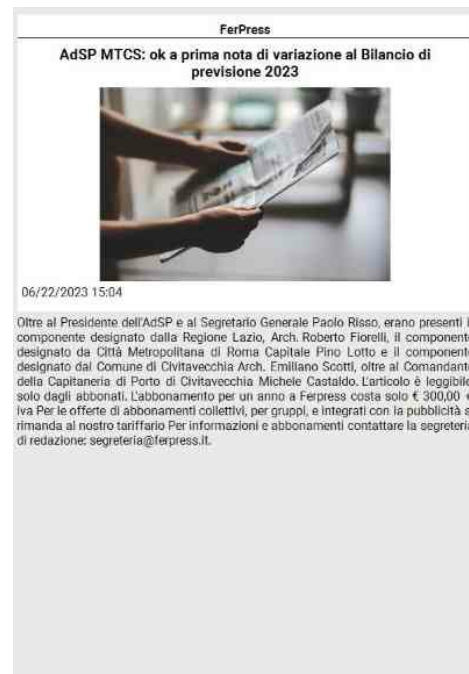 FerPress
AdSP MTCS: ok a prima nota di variazione al Bilancio di
previsione 2023
06/22/2023 15:04
Oltre al Presidente dell'AdSP e al Segretario Generale Paolo Risso, erano presenti
componente designato dalla Regione Lazio, Arch. Roberto Fiorelli, il component
designato da Città Metropolitana di Roma Capitale Pino Lotto e il component
designato dal Comune di Civitavecchia Arch. Emiliano Scotti, oltre al Comandant
della Capitaneria di Porto di Civitavecchia Michele Castaldo. L'articolo è leggibile
solo dagli abbonati. L'abbonamento per un anno a Ferpress costa solo € 300,00
iva Per le offerte di abbonamenti collettivi, per gruppi, e integrati con la pubblicità s
rimanda al nostro tariffario Per informazioni e abbonamenti contattare la segreteria
di redazione: segreteria@ferpress.it.